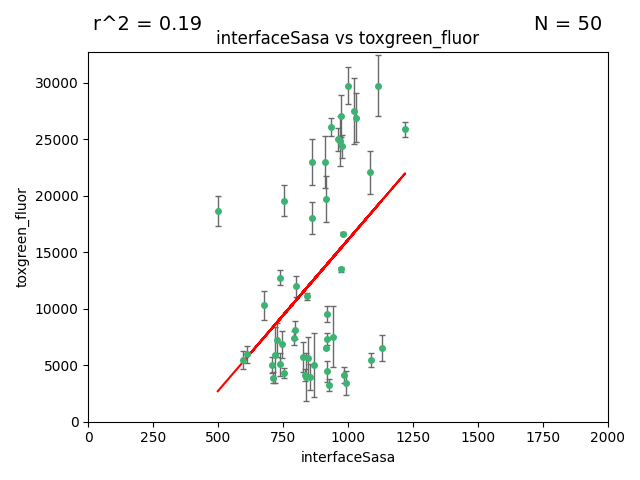 r^2 = 0.19
N = 50
interfaceSasa vs toxgreen_fluor
30000
25000
20000
15000
10000
5000
0
toxgreen_fluor
0 250 500 750 1000 1250 1500 1750 2000
interfaceSasa